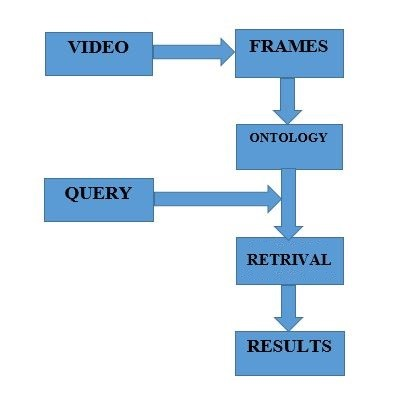 VIDEO
FRAMES
ONTOLOGY
QUERY
RETRIVAL
RESULTS